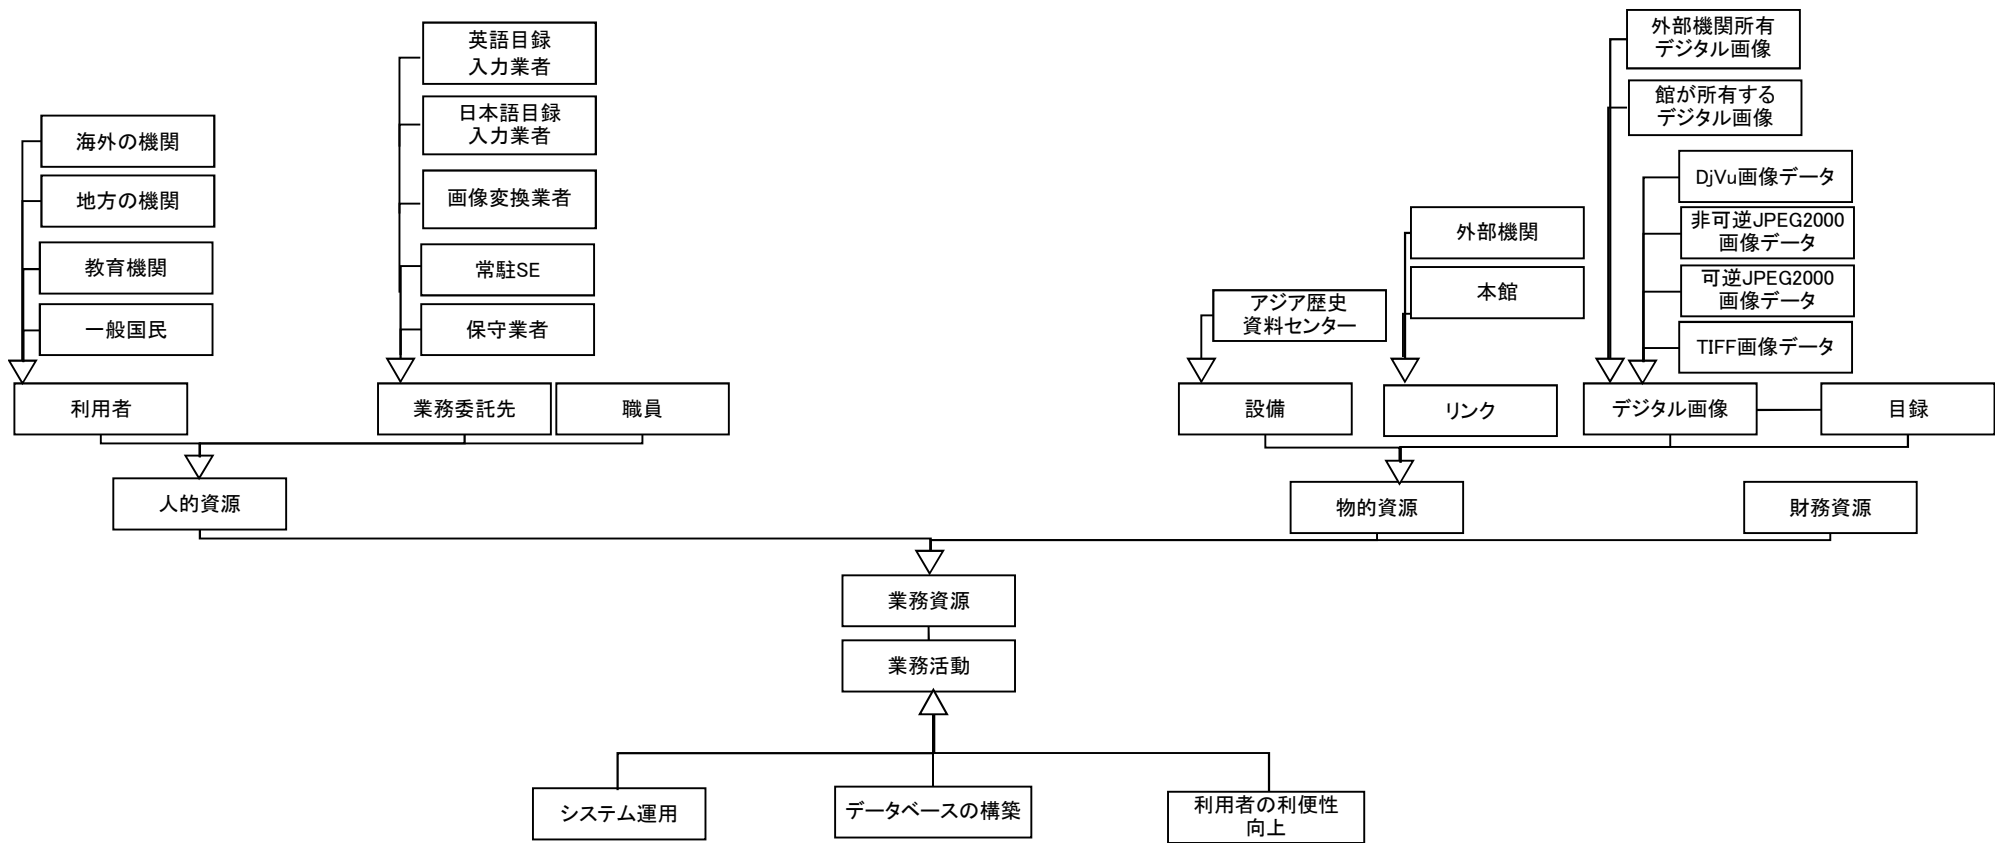 英語目録
入力業者
日本語目録
入力業者
画像変換業者
常駐SE
保守業者
海外の機関
地方の機関
教育機関
一般国民
外部機関所有
デジタル画像
館が所有する
デジタル画像
DjVu画像データ
非可逆JPEG2000
画像データ
可逆JPEG2000
画像データ
TIFF画像データ
外部機関
本館
アジア歴史
資料センター
利用者
業務委託先
職員
設備
リンク
デジタル画像
目録
人的資源
物的資源
財務資源
業務資源
業務活動
システム運用
データベースの構築
利用者の利便性
向上